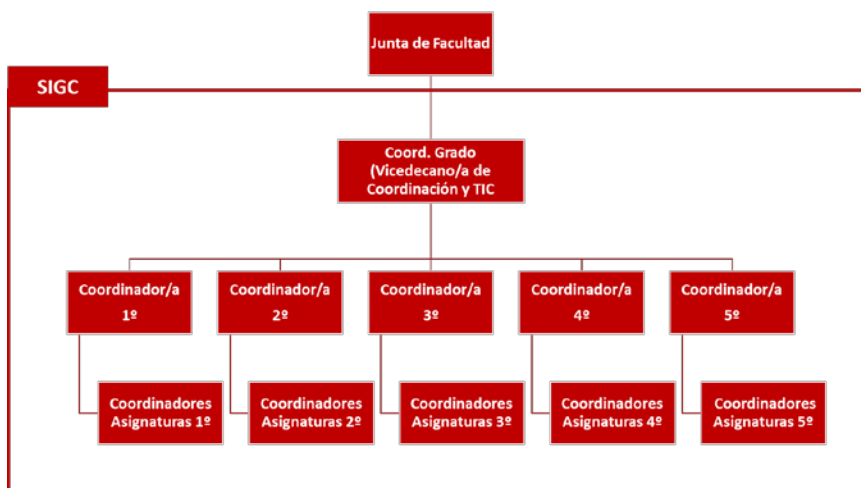 Junta de Facultad
SIGC
Coord. Grado
(Vicedecano/a de
Coordinación y TIC
Coordinador/a
1º
Coordinador/a
2º
Coordinador/a
3º
Coordinador/a
4º
Coordinador/a
5º
Coordinadores
Asignaturas 1º
Coordinadores
Asignaturas 2º
Coordinadores
Asignaturas 3º
Coordinadores
Asignaturas 4º
Coordinadores
Asignaturas 5º